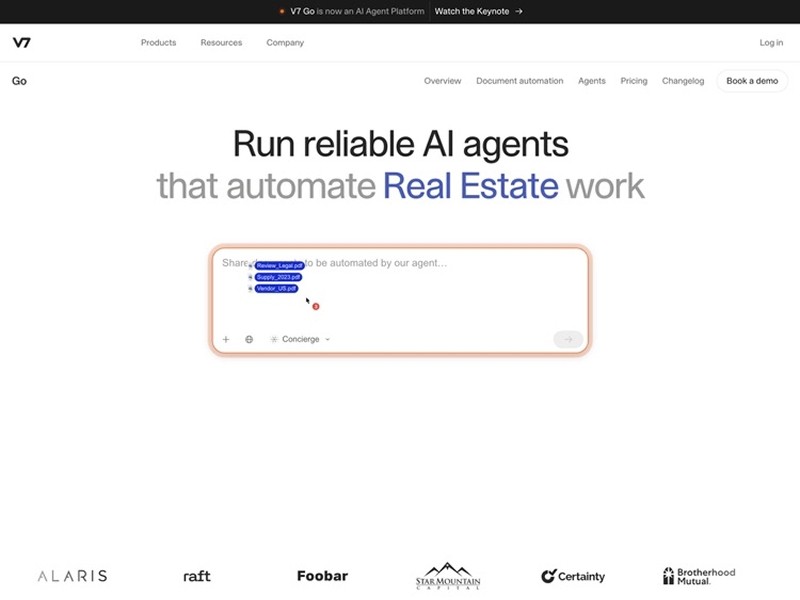 V7 Go is now an AI Agent Platform Watch the Keynote →
V7 Products Resources Company Log in
Go Overview Document automation Agents Pricing Changelog Book a demo
Run reliable AI agents
that automate Real Estate work
Share to be automated by our agent...
Review_Legal.pdf
Supply_2023.pdf
Vendor_US.pdf
Concierge
ALARIS raft Foobar STAR MOUNTAIN CAPITAL Certainty Brotherhood Mutual.